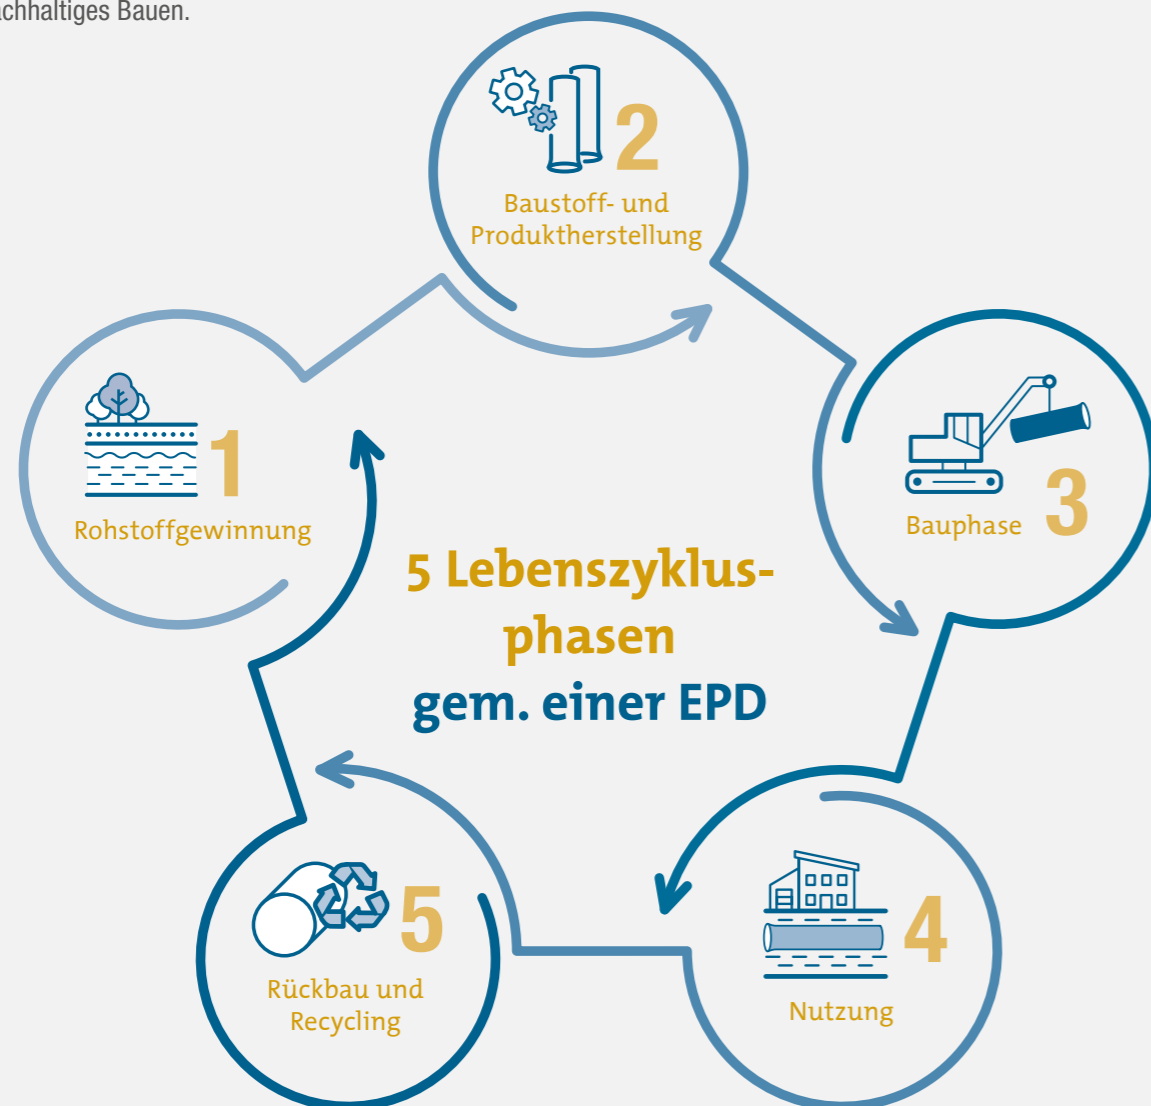 nachhaltiges Bauen.
2
Baustoff- und
Produktherstellung
1
Rohstoffgewinnung
3
Bauphase
5 Lebenszyklus-
phasen
gem. einer EPD
5
Rückbau und
Recycling
4
Nutzung